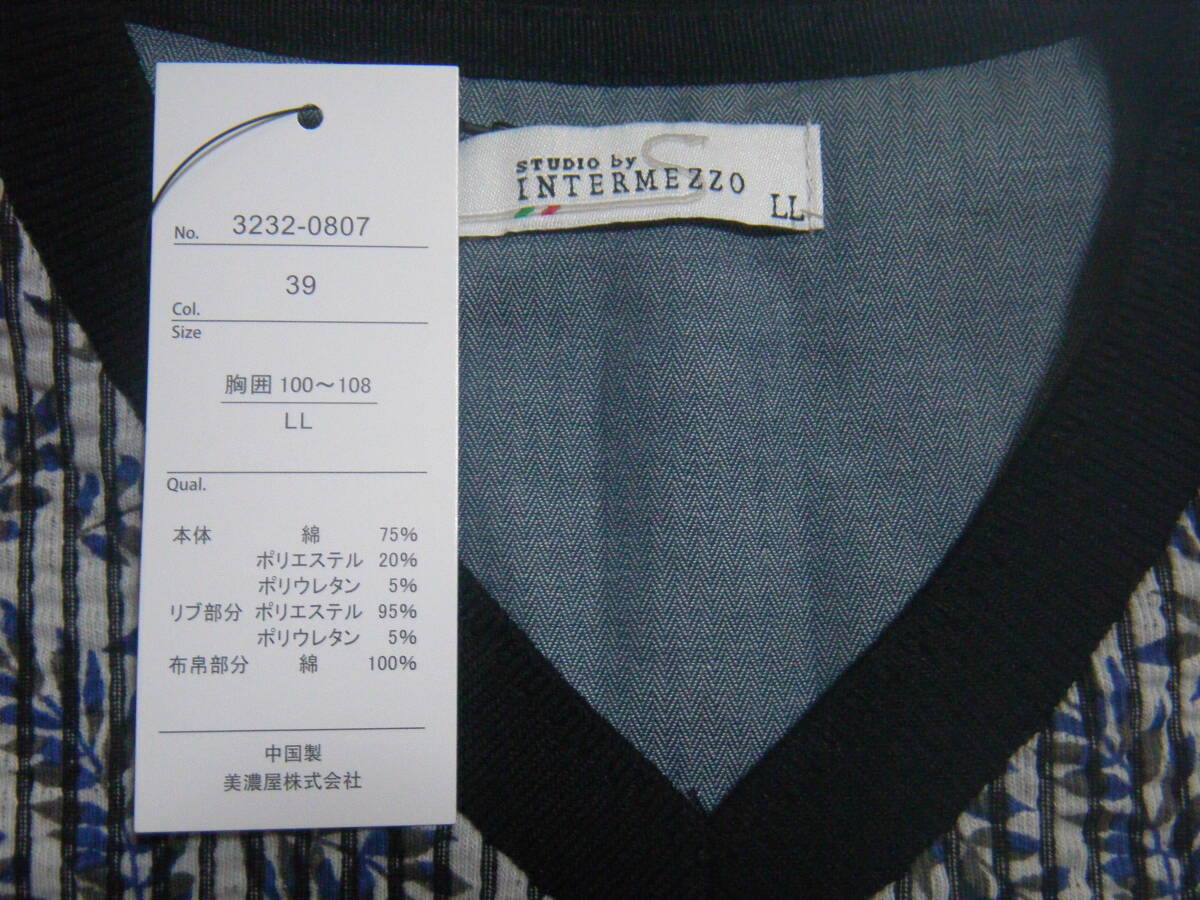 No. 3232-0807
39
Col.
Size
胸囲 100～108
LL
Qual.
本体 綿 75%
ポリエステル 20%
ポリウレタン 5%
リブ部分 ポリエステル 95%
ポリウレタン 5%
布帛部分 綿 100%
中国製
美濃屋株式会社
STUDIO by
INTERMEZZO
LL